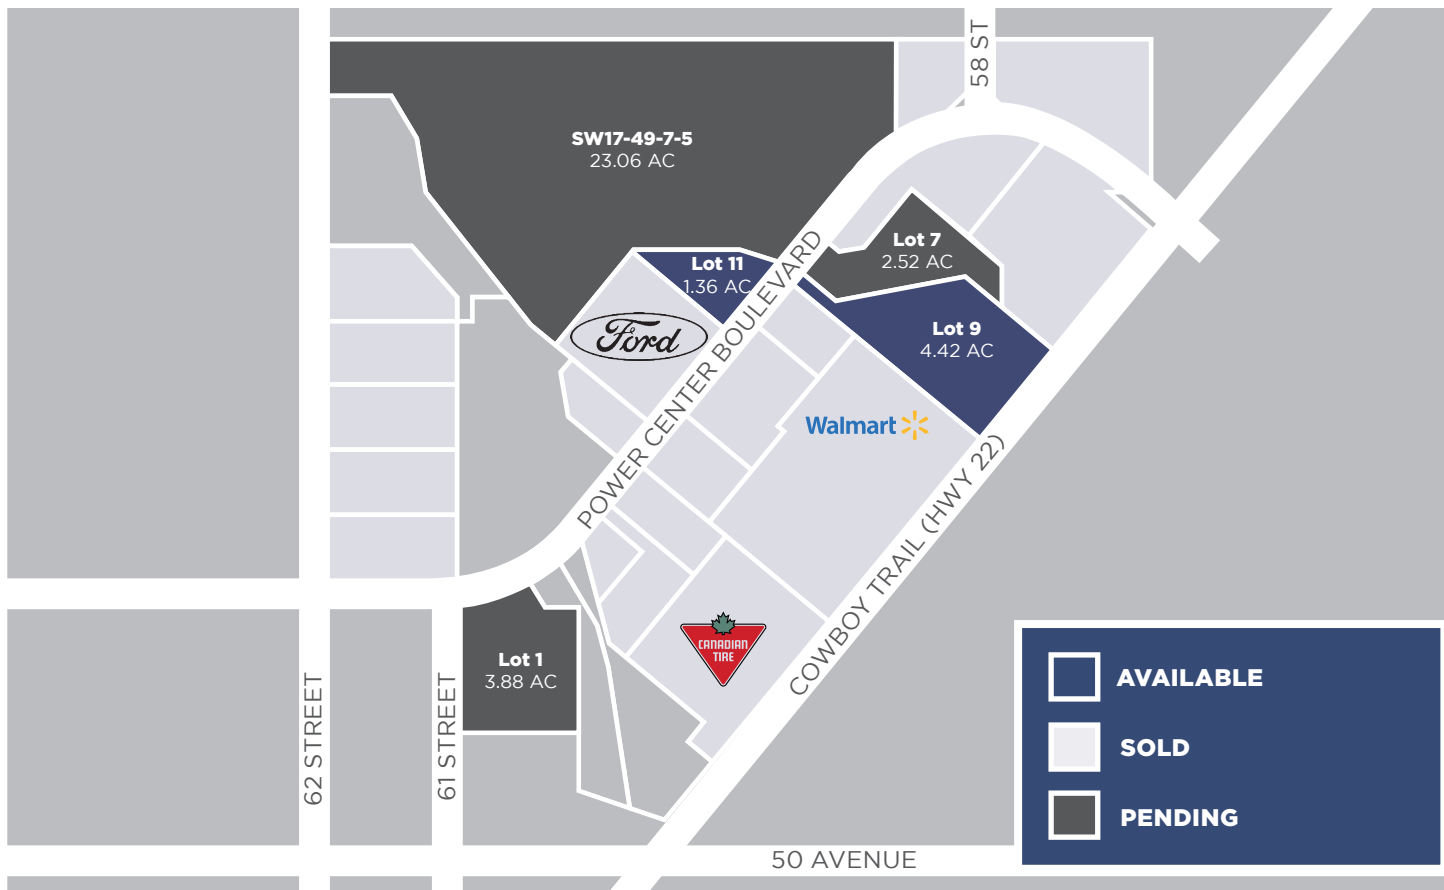 58 ST
SW17-49-7-5
23.06 AC
Lot 7
2.52 AC
Lot 11
1.36 AC
Lot 9
4.42 AC
Ford
POWER CENTER BOULEVARD
Walmart
COWBOY TRAIL (HWY 22)
CANADIAN
TIRE
Lot 1
3.88 AC
62 STREET
61 STREET
50 AVENUE
AVAILABLE
SOLD
PENDING